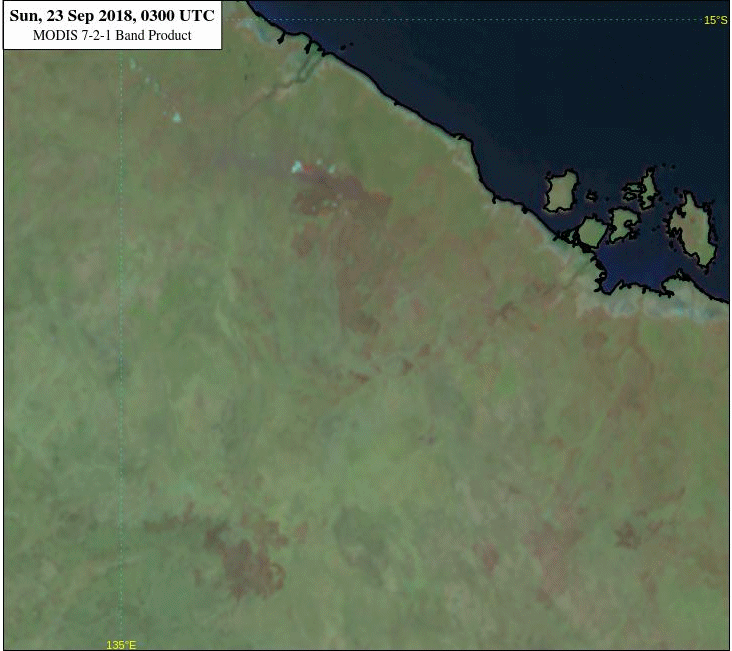 Sun, 23 Sep 2018, 0300 UTC
MODIS 7-2-1 Band Product
15°S
135°E